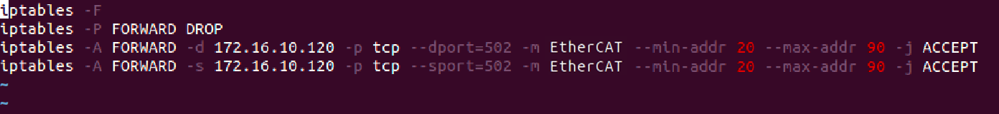 iptables -F
iptables -P FORWARD DROP
iptables -A FORWARD -d 172.16.10.120 -p tcp --dport=502 -m EtherCAT --min-addr 20 --max-addr 90 -j ACCEPT
iptables -A FORWARD -s 172.16.10.120 -p tcp --sport=502 -m EtherCAT --min-addr 20 --max-addr 90 -j ACCEPT
~
~